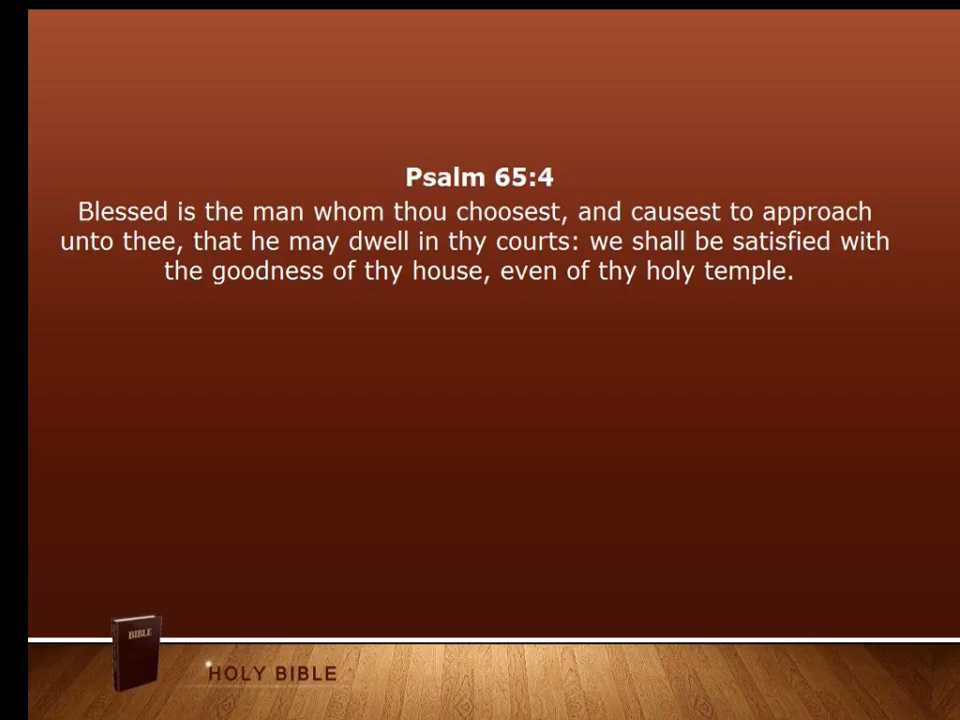 Psalm 65:4
Blessed is the man whom thou choosest, and causest to approach
unto thee, that he may dwell in thy courts: we shall be satisfied with
the goodness of thy house, even of thy holy temple.
BIBLE
HOLY BIBLE